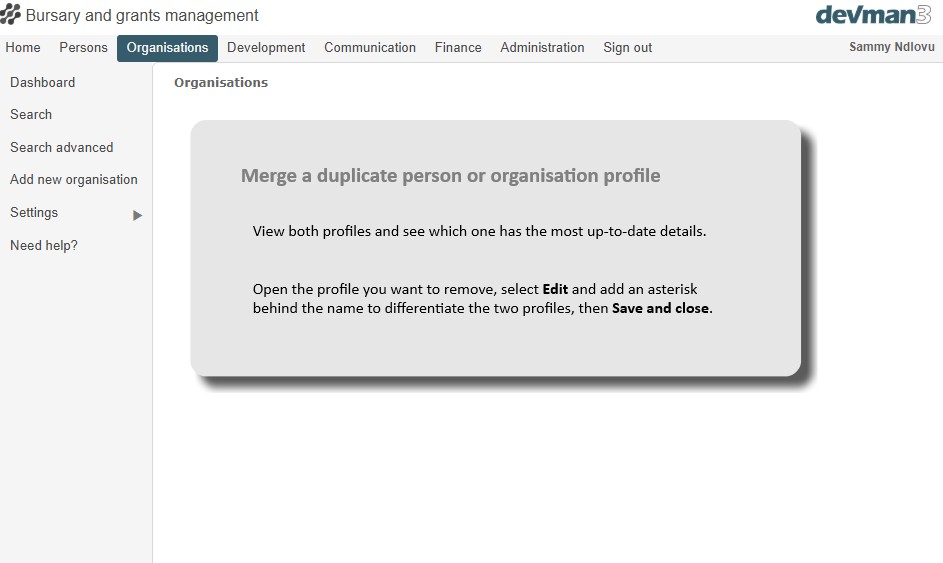 Bursary and grants management
devman3
Home Persons Organisations Development Communication Finance Administration Sign out Sammy Ndlovu
Dashboard
Organisations
Search
Search advanced
Add new organisation
Settings
Need help?
Merge a duplicate person or organisation profile
View both profiles and see which one has the most up-to-date details.
Open the profile you want to remove, select Edit and add an asterisk
behind the name to differentiate the two profiles, then Save and close.